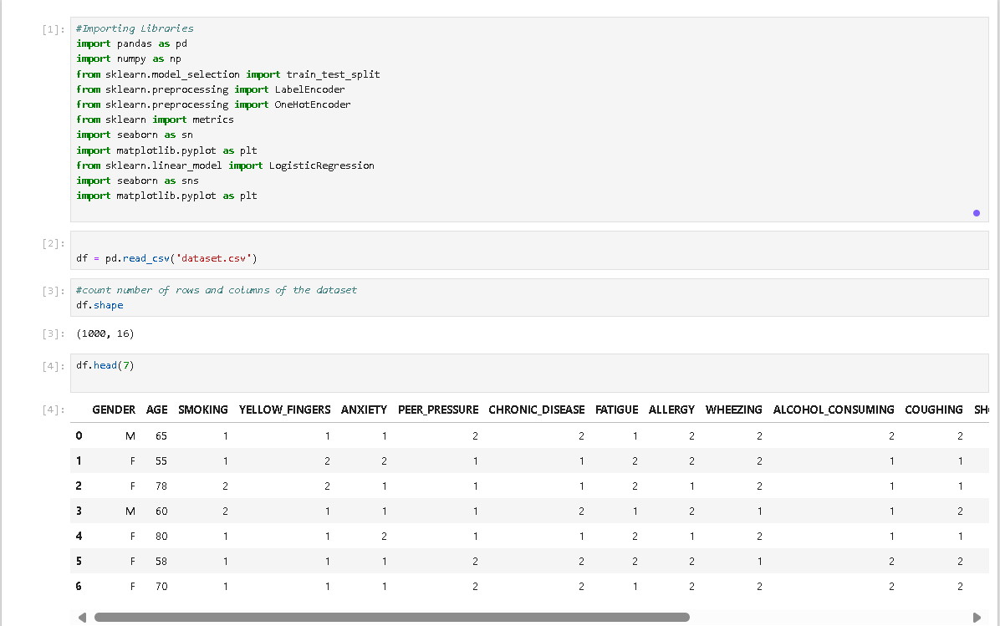 [1]:
#Importing Libraries
import pandas as pd
import numpy as np
from sklearn.model_selection import train_test_split
from sklearn.preprocessing import LabelEncoder
from sklearn.preprocessing import OneHotEncoder
from sklearn import metrics
import seaborn as sn
import matplotlib.pyplot as plt
from sklearn.linear_model import LogisticRegression
import seaborn as sns
import matplotlib.pyplot as plt
[2]:
df = pd.read_csv('dataset.csv')
[3]:
#count number of rows and columns of the dataset
df.shape
[3]: (1000, 16)
[4]: df.head(7)
[4]: GENDER AGE SMOKING YELLOW_FINGERS ANXIETY PEER_PRESSURE CHRONIC_DISEASE FATIGUE ALLERGY WHEEZING ALCOHOL_CONSUMING COUGHING
0 M 65 1 1 1 2 2 1 2 2 2 2
1 F 55 1 2 2 1 1 2 2 2 1 1
2 F 78 2 2 1 1 1 2 1 2 1 1
3 M 60 2 1 1 1 2 1 2 1 1 2
4 F 80 1 1 2 1 1 2 1 2 1 1
5 F 58 1 1 1 2 2 2 2 1 2 2
6 F 70 1 1 1 2 2 1 2 2 2 2